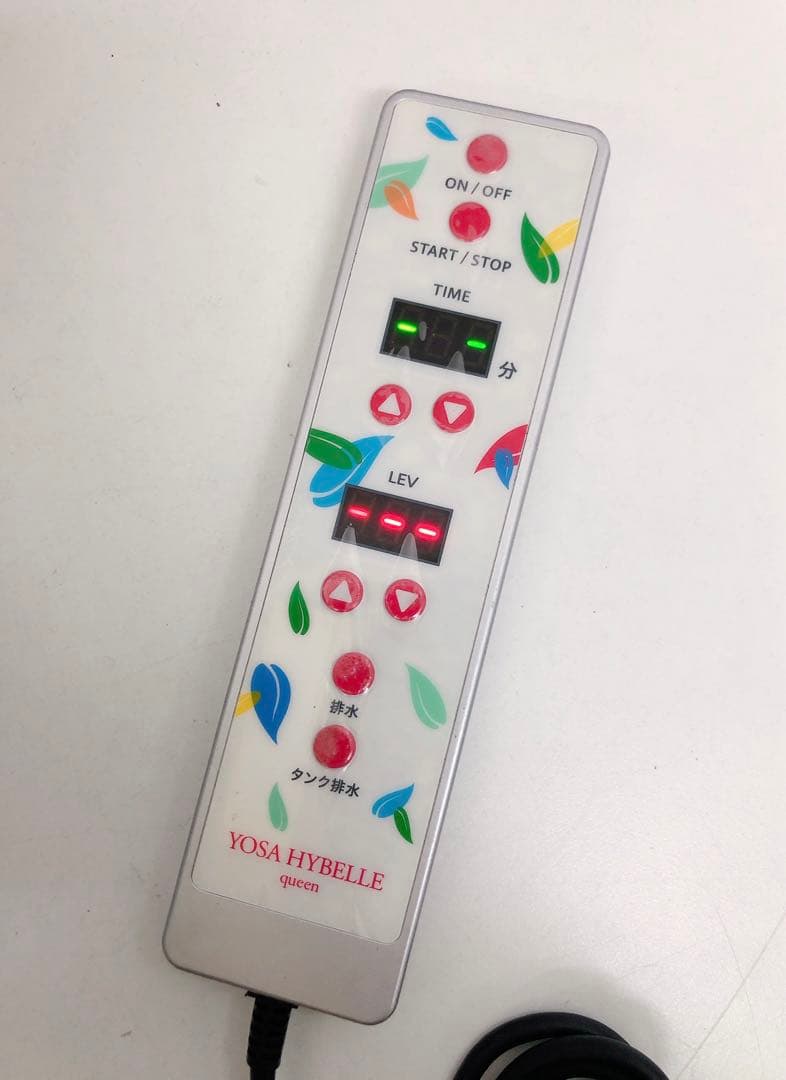 ON / OFF
START / STOP
TIME
- -
分
LEV
---
排水
タンク排水
YOSA HYBELLE
queen